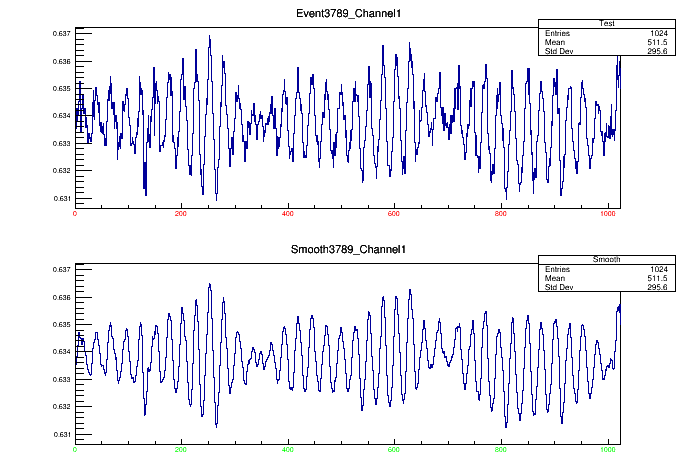 Event3789_Channel1
Test
Entries 1024
Mean 511.5
Std Dev 295.6
0.637
0.636
0.635
0.634
0.633
0.632
0.631
0 200 400 600 800 1000
Smooth3789_Channel1
Smooth
Entries 1024
Mean 511.5
Std Dev 295.6
0.637
0.636
0.635
0.634
0.633
0.632
0.631
0 200 400 600 800 1000